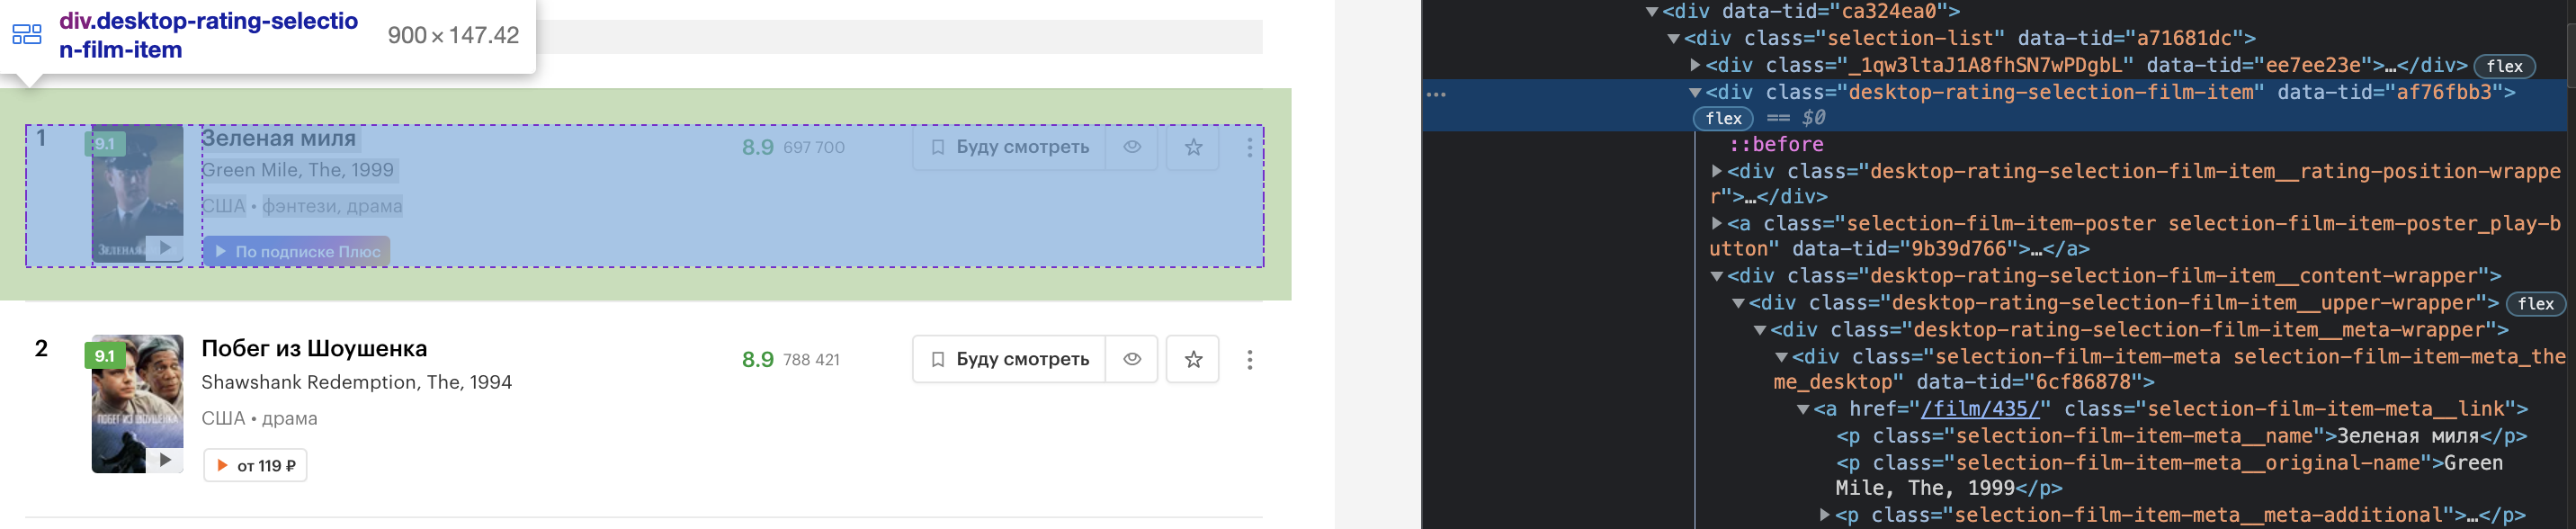 div.desktop-rating-selectio
n-film-item
900 × 147.42
1
9.1
Зеленая миля
Green Mile, The, 1999
США • фэнтези, драма
По подписке Плюс
8.9 697 700
Буду смотреть
2
9.1
Побег из Шоушенка
Shawshank Redemption, The, 1994
США • драма
от 119 ₽
8.9 788 421
Буду смотреть
ПОБЕГ ИЗ ШОУШЕНКА
▼<div data-tid="ca324ea0">
▼<div class="selection-list" data-tid="a71681dc">
▶<div class="_1qw3ltaJ1A8fhSN7wPDgbL" data-tid="ee7ee23e">…</div> flex
… ▼<div class="desktop-rating-selection-film-item" data-tid="af76fbb3">
flex == $0
::before
▶<div class="desktop-rating-selection-film-item__rating-position-wrappe
r">…</div>
▶<a class="selection-film-item-poster selection-film-item-poster_play-b
utton" data-tid="9b39d766">…</a>
▼<div class="desktop-rating-selection-film-item__content-wrapper">
▼<div class="desktop-rating-selection-film-item__upper-wrapper"> flex
▼<div class="desktop-rating-selection-film-item__meta-wrapper">
▼<div class="selection-film-item-meta selection-film-item-meta_the
me_desktop" data-tid="6cf86878">
▼<a href="/film/435/" class="selection-film-item-meta__link">
<p class="selection-film-item-meta__name">Зеленая миля</p>
<p class="selection-film-item-meta__original-name">Green
Mile, The, 1999</p>
▶<p class="selection-film-item-meta__meta-additional">…</p>